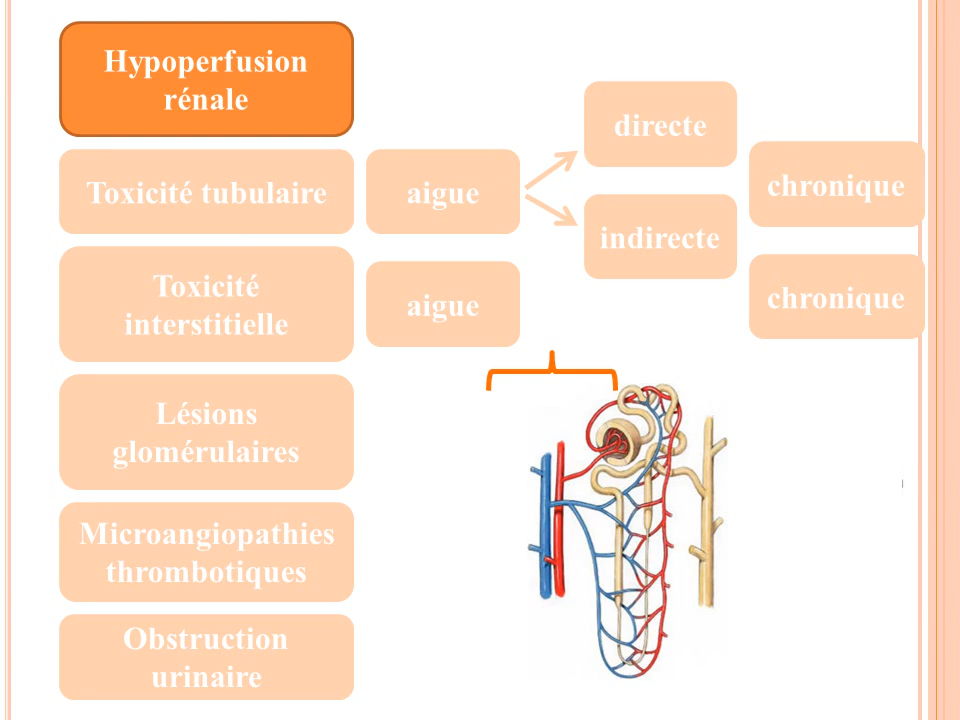 Hypoperfusion
rénale
directe
Toxicité tubulaire
aigue
chronique
indirecte
Toxicité
interstitielle
aigue
chronique
Lésions
glomérulaires
Microangiopathies
thrombotiques
Obstruction
urinaire